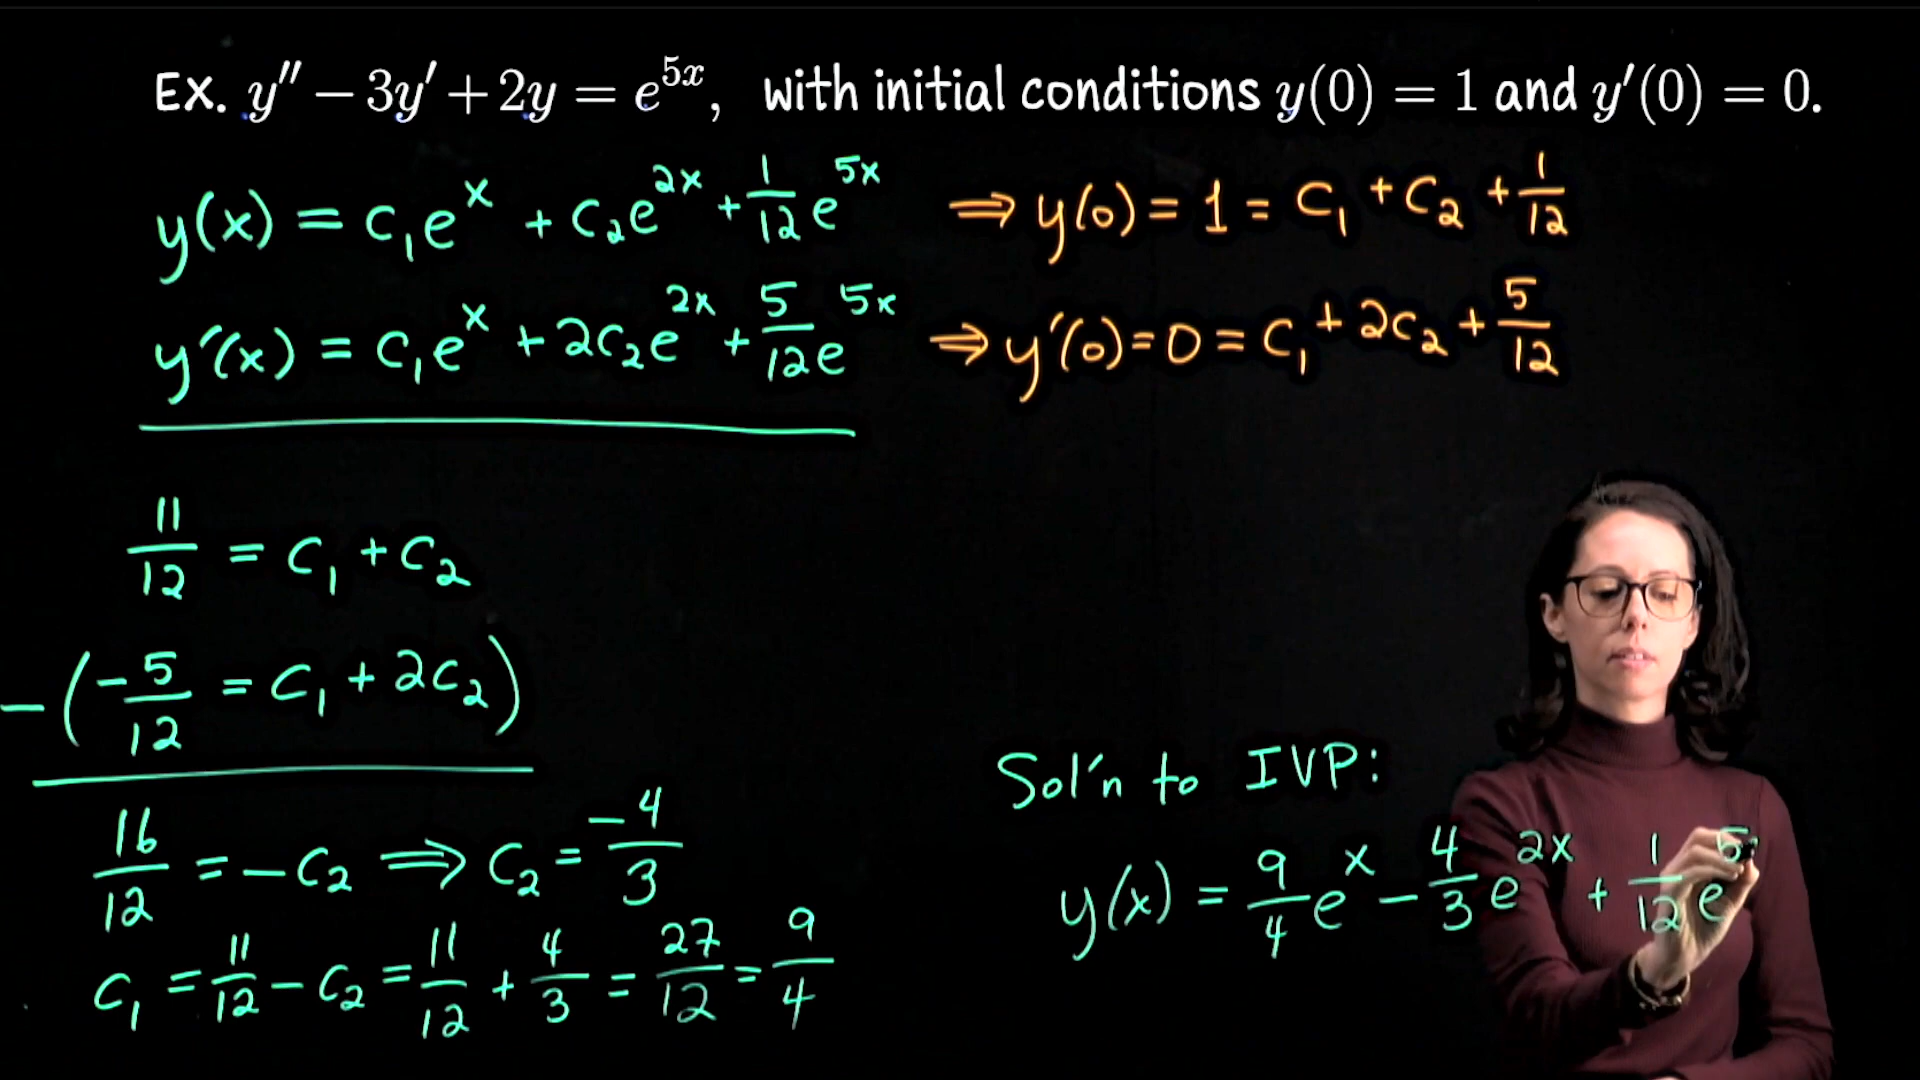 EX. y″ − 3y′ + 2y = e^{5x}, with initial conditions y(0) = 1 and y′(0) = 0.
y(x) = c₁e^x + c₂e^{2x} + 1/12 e^{5x} ⇒ y(0) = 1 = c₁ + c₂ + 1/12
y′(x) = c₁e^x + 2c₂e^{2x} + 5/12 e^{5x} ⇒ y′(0) = 0 = c₁ + 2c₂ + 5/12
11/12 = c₁ + c₂
−(−5/12 = c₁ + 2c₂)
16/12 = −c₂ ⇒ c₂ = −4/3
c₁ = 11/12 − c₂ = 11/12 + 4/3 = 27/12 = 9/4
Sol'n to IVP:
y(x) = 9/4 e^x − 4/3 e^{2x} + 1/12 e^5